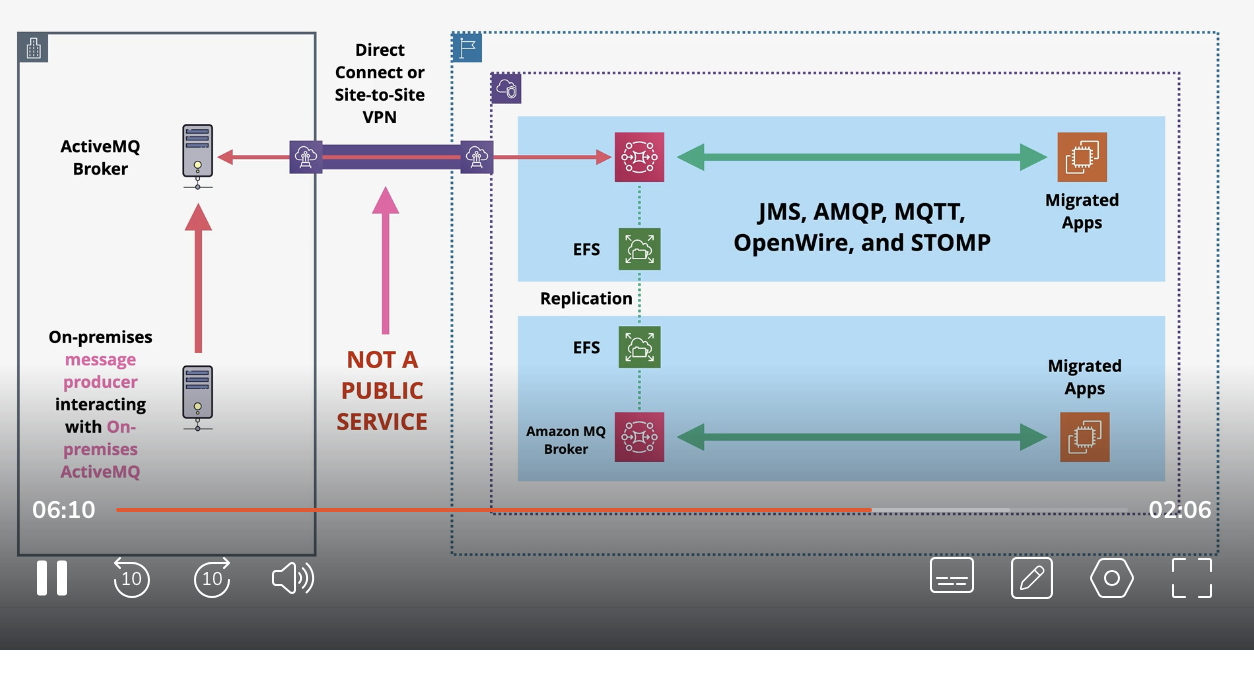 Direct
Connect or
Site-to-Site
VPN
ActiveMQ
Broker
Migrated
Apps
JMS, AMQP, MQTT,
OpenWire, and STOMP
EFS
Replication
On-premises
message
producer
interacting
with On-
premises
ActiveMQ
NOT A
PUBLIC
SERVICE
EFS
Migrated
Apps
Amazon MQ
Broker
06:10
02:06
10
10